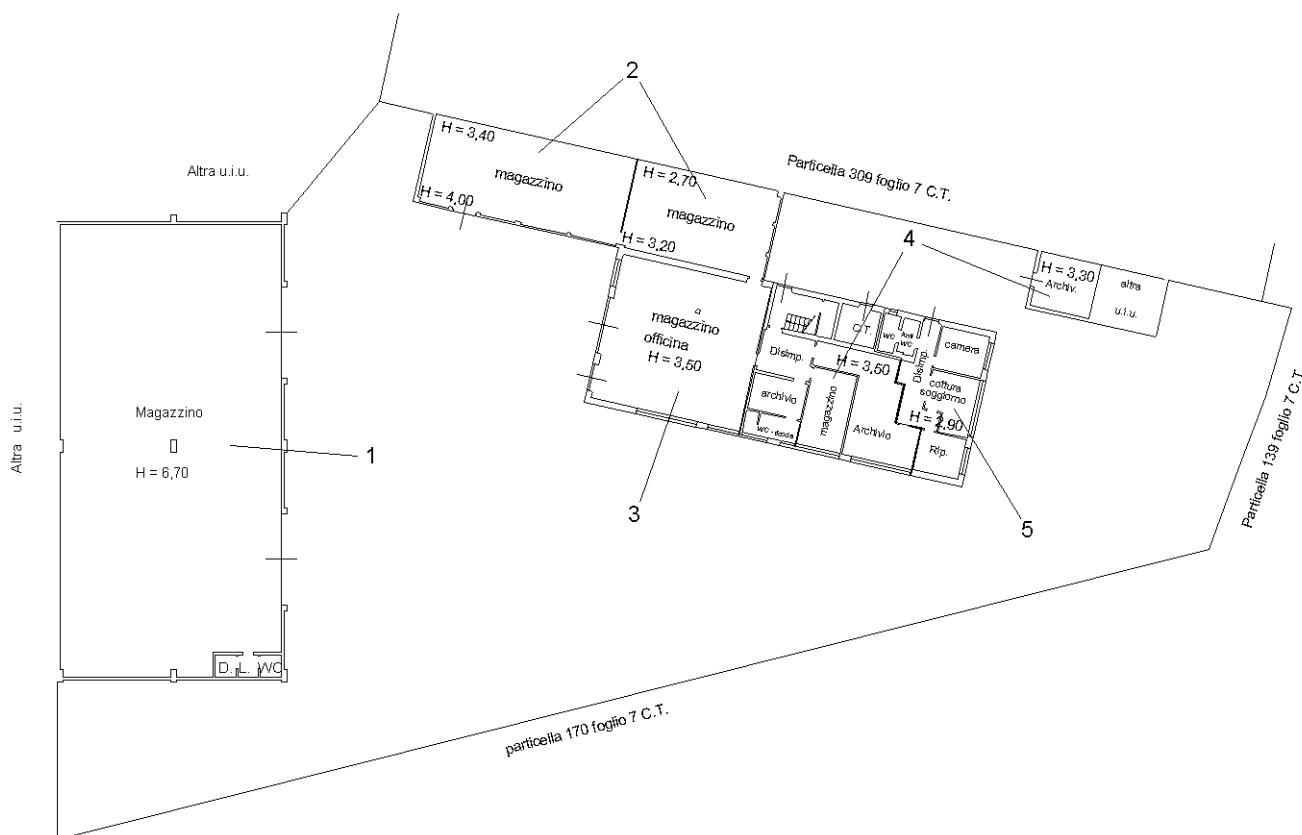 2
H = 3,40
magazzino
H = 4,00
H = 2,70
magazzino
H = 3,20
Particella 309 foglio 7 C.T.
4
H = 3,30
Archiv.
altra
u.i.u.
Altra u.i.u.
Altra u.i.u.
Magazzino
H = 6,70
1
D. L. WC
a
magazzino
officina
H = 3,50
3
C.T.
WC
Anti
WC
Disimp.
camera
Disimp.
H = 3,50
cottura
soggiorno
archivio
magazzino
H = 2,90
WC - doccia
Archivio
Rip.
5
Particella 139 foglio 7 C.T.
particella 170 foglio 7 C.T.